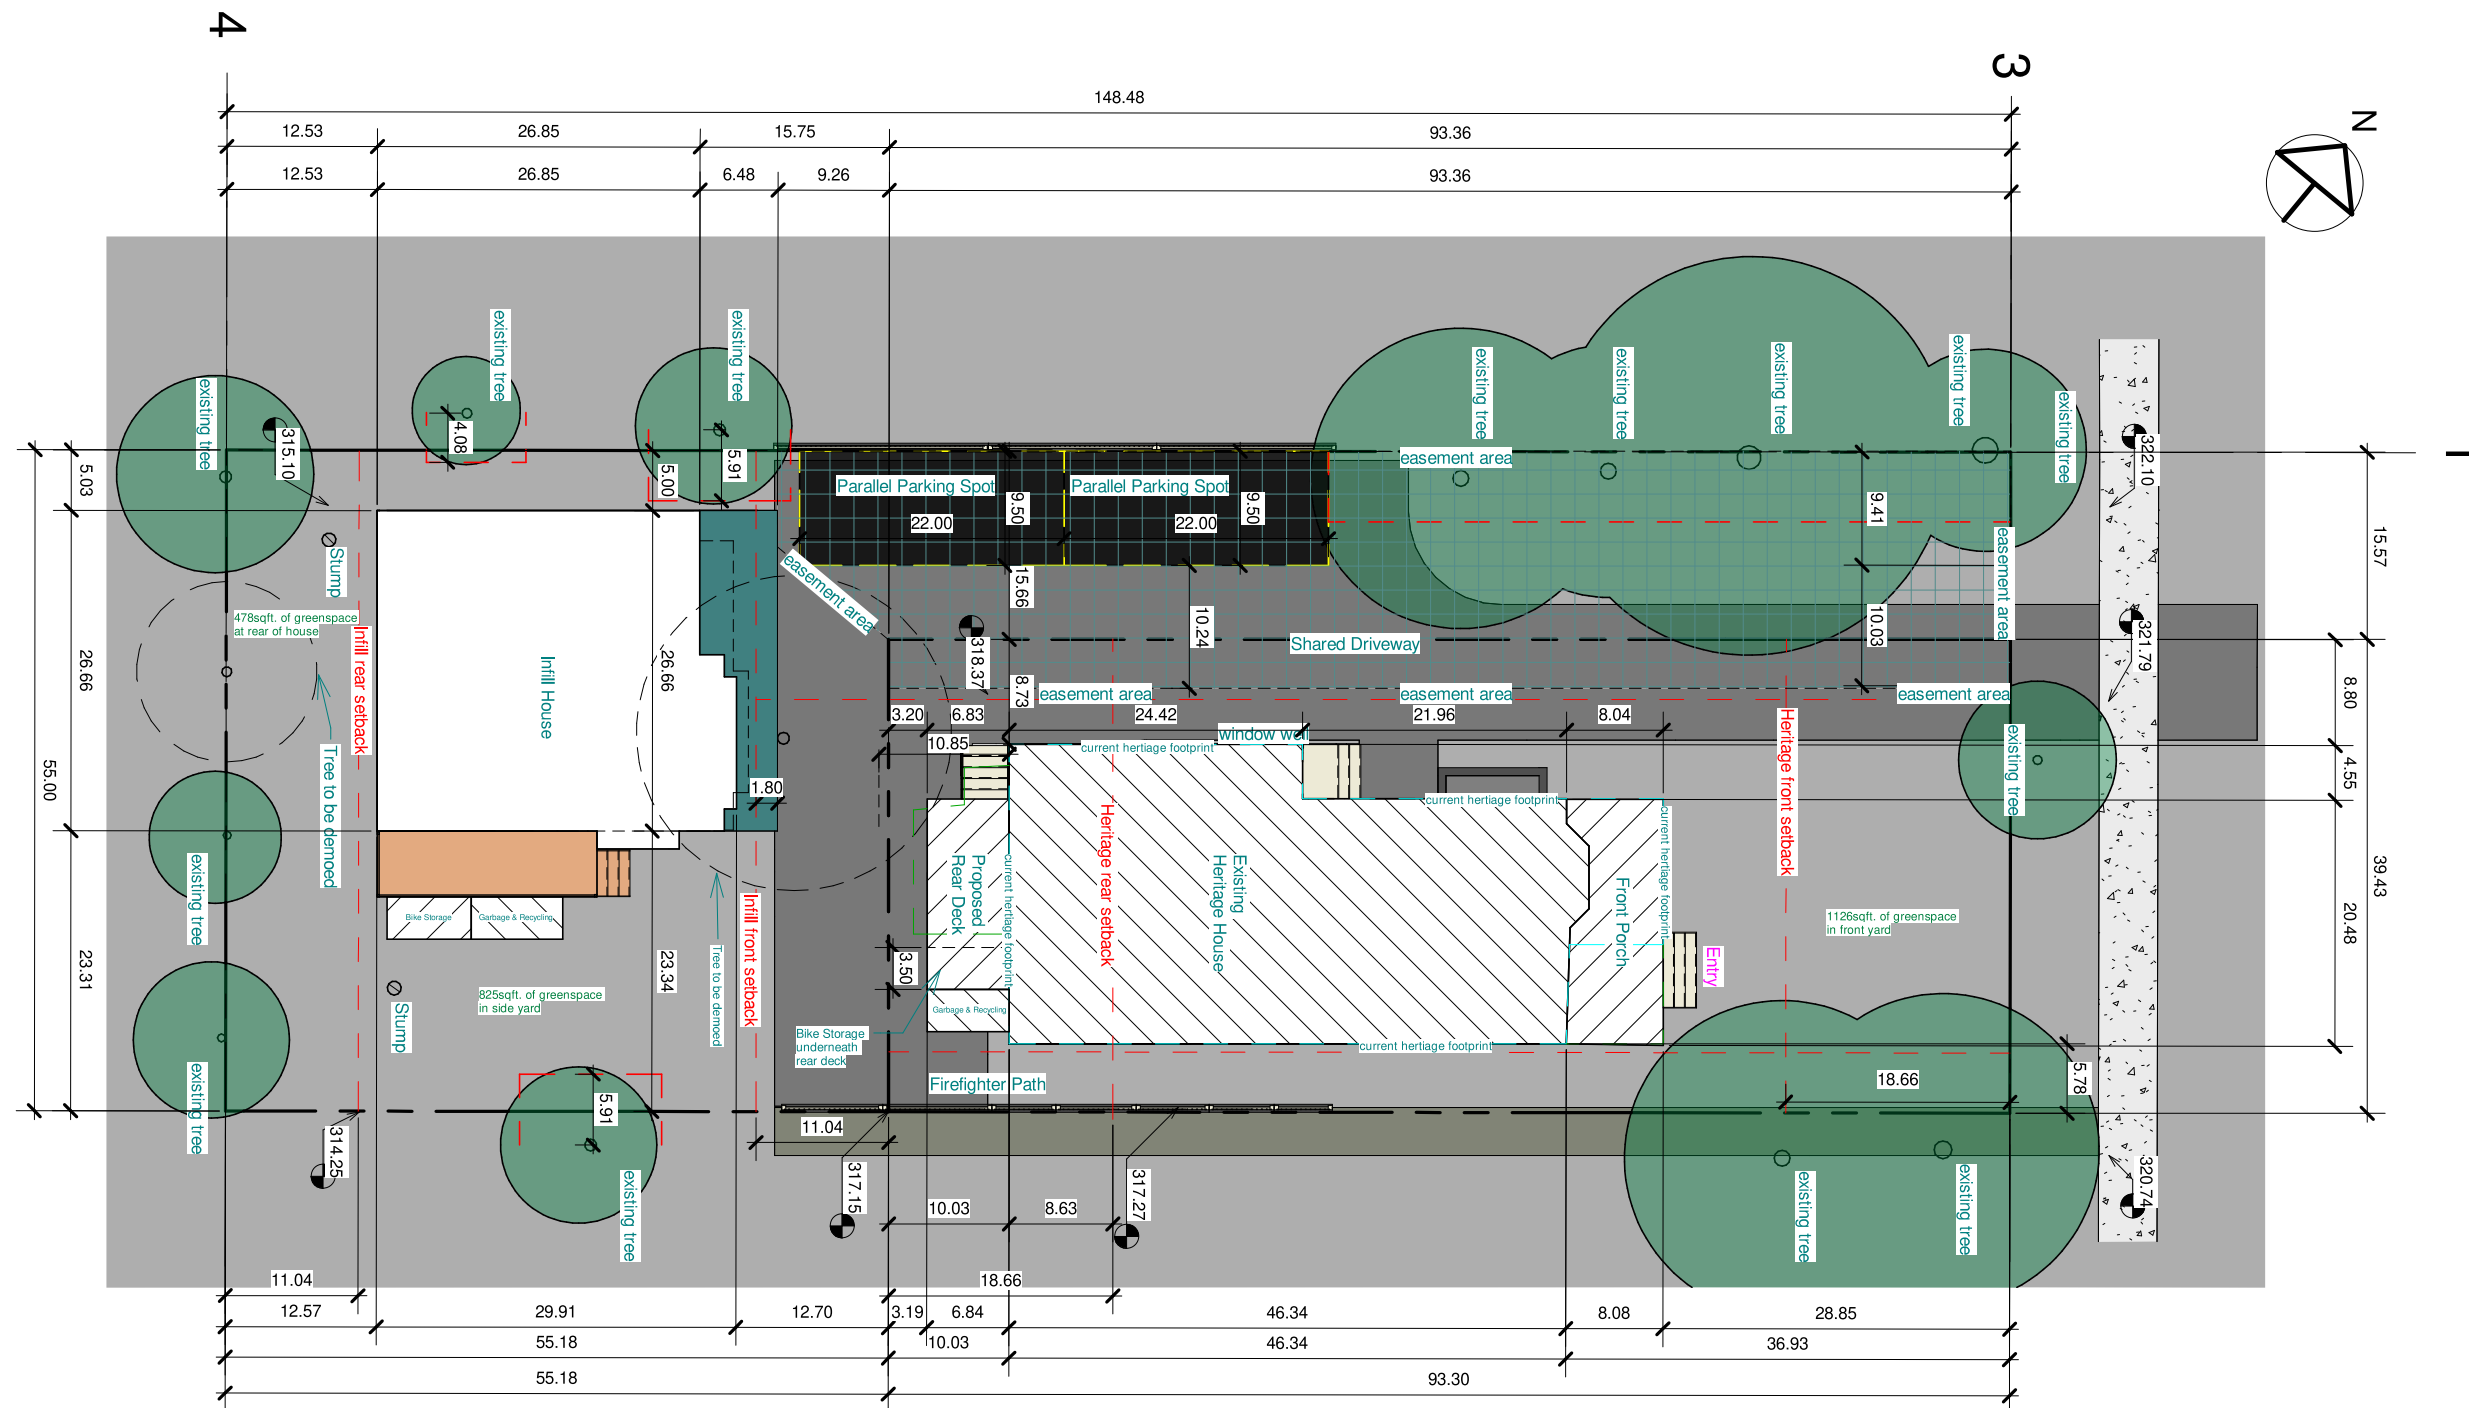 4
3
N
148.48
12.53
26.85
15.75
93.36
12.53
26.85
6.48
9.26
93.36
existing tree
existing tree
existing tree
existing tree
existing tree
existing tree
existing tree
existing tree
315.10
4.08
5.00
5.91
5.03
322.10
easement area
Parallel Parking Spot
Parallel Parking Spot
22.00
9.50
22.00
9.50
9.41
15.57
Stump
easement area
15.66
10.24
10.03
easement area
321.79
478sqft. of greenspace
at rear of house
Infill rear setback
Infill House
26.66
26.66
318.37
Shared Driveway
8.73
easement area
easement area
easement area
8.80
3.20
6.83
24.42
21.96
8.04
window well
10.85
current hertiage footprint
Heritage front setback
existing tree
55.00
Tree to be demoed
1.80
current hertiage footprint
4.55
Heritage rear setback
current hertiage footprint
existing tree
Proposed
Rear Deck
current hertiage footprint
Existing
Heritage House
Front Porch
39.43
Bike Storage
Garbage & Recycling
1126sqft. of greenspace
in front yard
20.48
Entry
Infill front setback
Tree to be demoed
23.31
23.34
3.50
825sqft. of greenspace
in side yard
Stump
Garbage & Recycling
Bike Storage
underneath
rear deck
current hertiage footprint
existing tree
5.91
Firefighter Path
18.66
5.78
11.04
314.25
317.15
317.27
320.74
existing tree
existing tree
existing tree
10.03
8.63
11.04
18.66
12.57
29.91
12.70
3.19
6.84
46.34
8.08
28.85
55.18
10.03
46.34
36.93
55.18
93.30